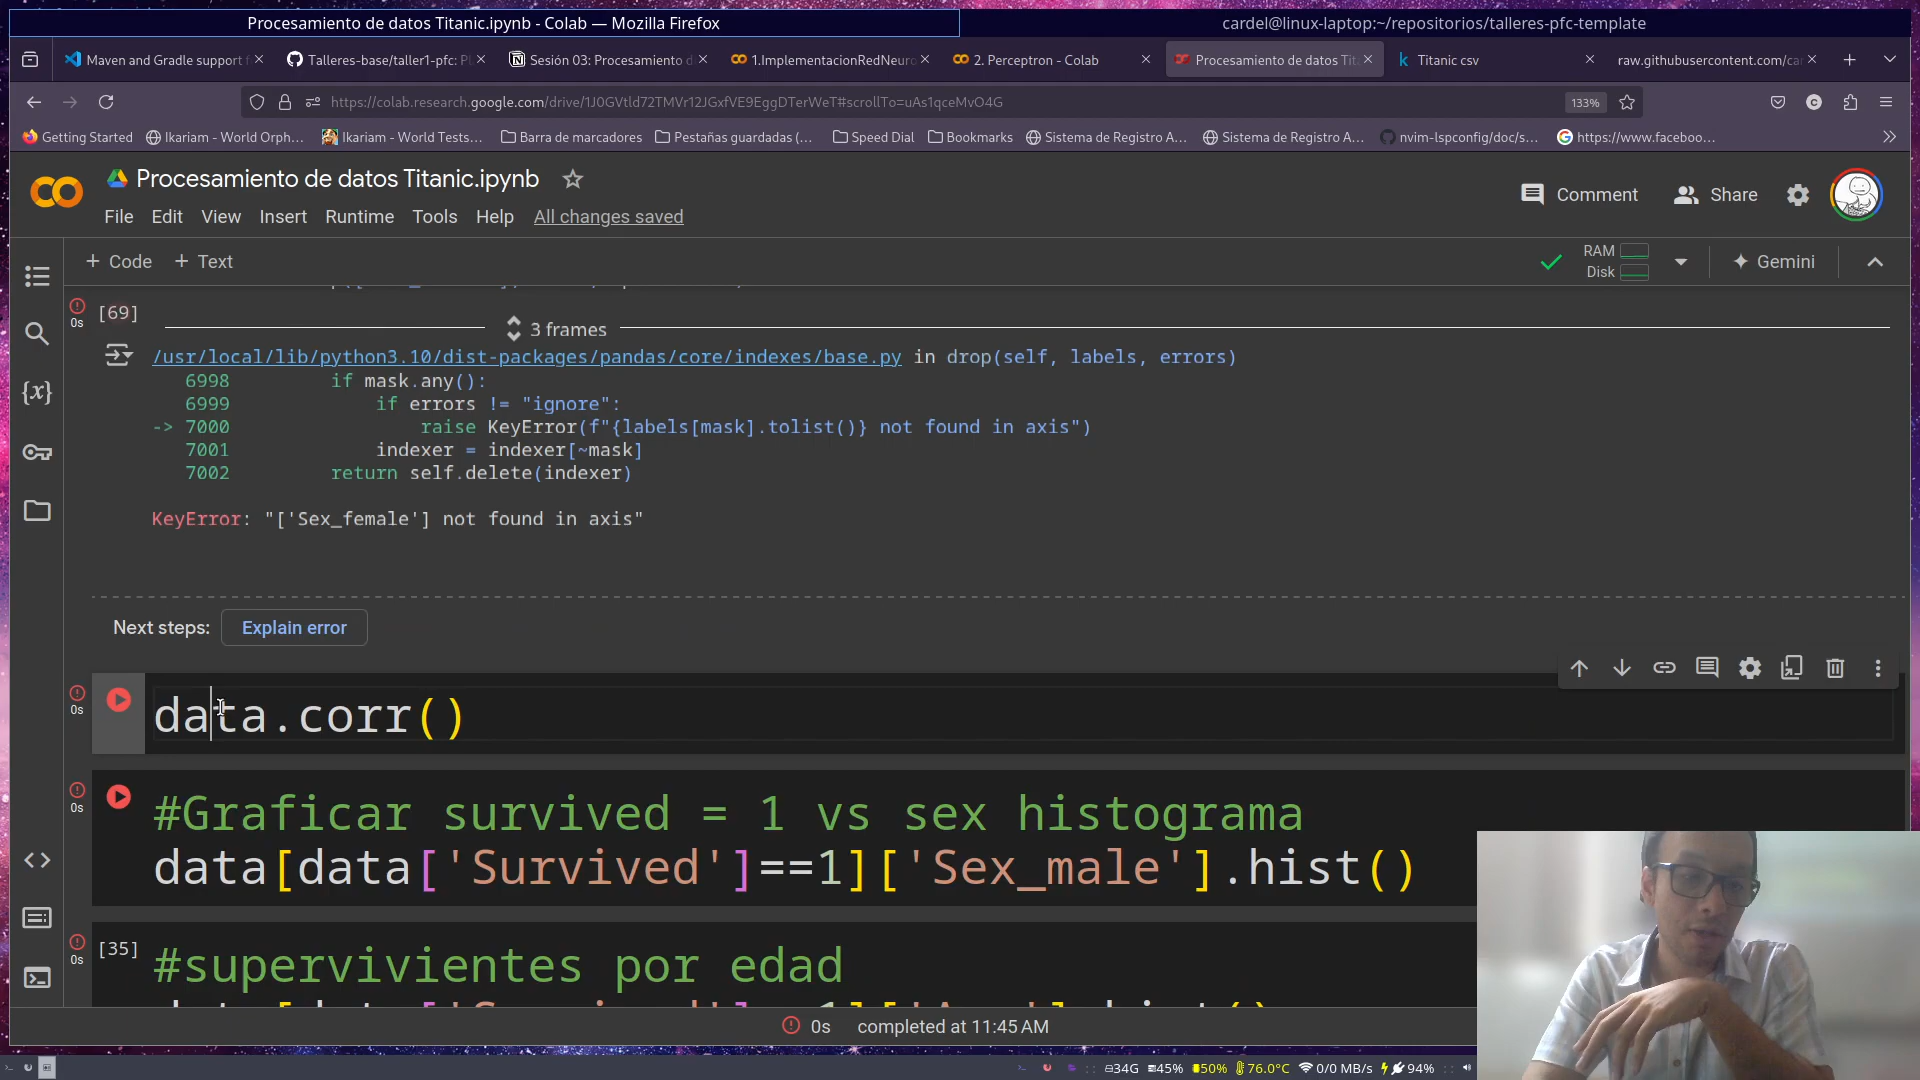 Procesamiento de datos Titanic.ipynb - Colab — Mozilla Firefox
cardel@linux-laptop:~/repositorios/talleres-pfc-template
Maven and Gradle support f
Talleres-base/taller1-pfc: Pl
Sesión 03: Procesamiento d
1.ImplementacionRedNeuro
2. Perceptron - Colab
Procesamiento de datos Tit
Titanic csv
raw.githubusercontent.com/ca
https://colab.research.google.com/drive/1J0GVtld72TMVr12JGxfVE9EggDTerWeT#scrollTo=uAs1qceMvO4G
133%
Getting Started
Ikariam - World Orph...
Ikariam - World Tests...
Barra de marcadores
Pestañas guardadas (...
Speed Dial
Bookmarks
Sistema de Registro A...
Sistema de Registro A...
nvim-lspconfig/doc/s...
https://www.faceboo...
Procesamiento de datos Titanic.ipynb
File Edit View Insert Runtime Tools Help All changes saved
Comment
Share
+ Code + Text
RAM
Disk
Gemini
[69]
0s
3 frames
/usr/local/lib/python3.10/dist-packages/pandas/core/indexes/base.py in drop(self, labels, errors)
6998 if mask.any():
6999 if errors != "ignore":
-> 7000 raise KeyError(f"{labels[mask].tolist()} not found in axis")
7001 indexer = indexer[~mask]
7002 return self.delete(indexer)
KeyError: "['Sex_female'] not found in axis"
Next steps: Explain error
0s
data.corr()
0s
#Graficar survived = 1 vs sex histograma
data[data['Survived']==1]['Sex_male'].hist()
[35]
0s
#supervivientes por edad
0s completed at 11:45 AM
34G 45% 50% 76.0°C 0/0 MB/s 94%